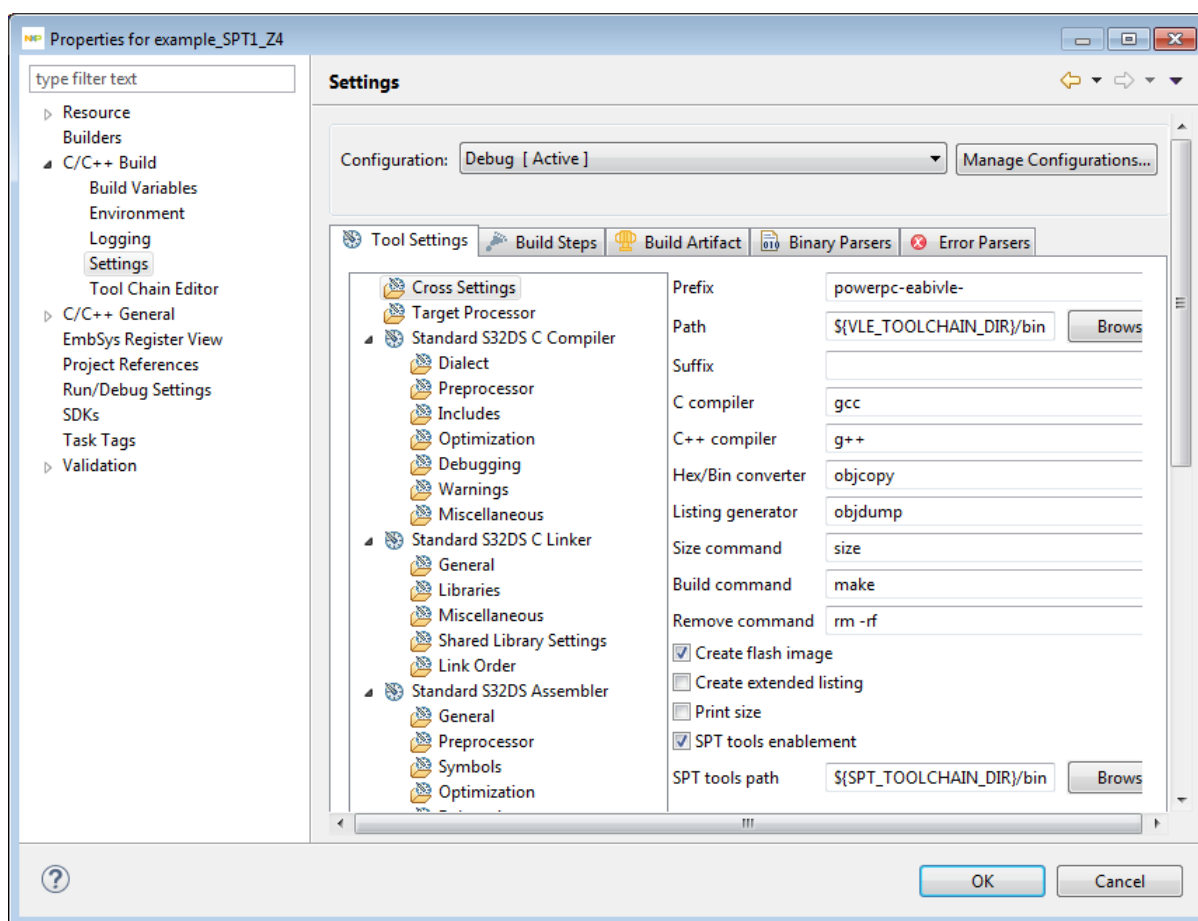 NXP Properties for example_SPT1_Z4
type filter text
Resource
Builders
C/C++ Build
Build Variables
Environment
Logging
Settings
Tool Chain Editor
C/C++ General
EmbSys Register View
Project References
Run/Debug Settings
SDKs
Task Tags
Validation
Settings
Configuration: Debug [ Active ] Manage Configurations...
Tool Settings Build Steps Build Artifact Binary Parsers Error Parsers
Cross Settings
Target Processor
Standard S32DS C Compiler
Dialect
Preprocessor
Includes
Optimization
Debugging
Warnings
Miscellaneous
Standard S32DS C Linker
General
Libraries
Miscellaneous
Shared Library Settings
Link Order
Standard S32DS Assembler
General
Preprocessor
Symbols
Optimization
Prefix powerpc-eabivle-
Path ${VLE_TOOLCHAIN_DIR}/bin Brows
Suffix
C compiler gcc
C++ compiler g++
Hex/Bin converter objcopy
Listing generator objdump
Size command size
Build command make
Remove command rm -rf
Create flash image
Create extended listing
Print size
SPT tools enablement
SPT tools path ${SPT_TOOLCHAIN_DIR}/bin Brows
? OK Cancel